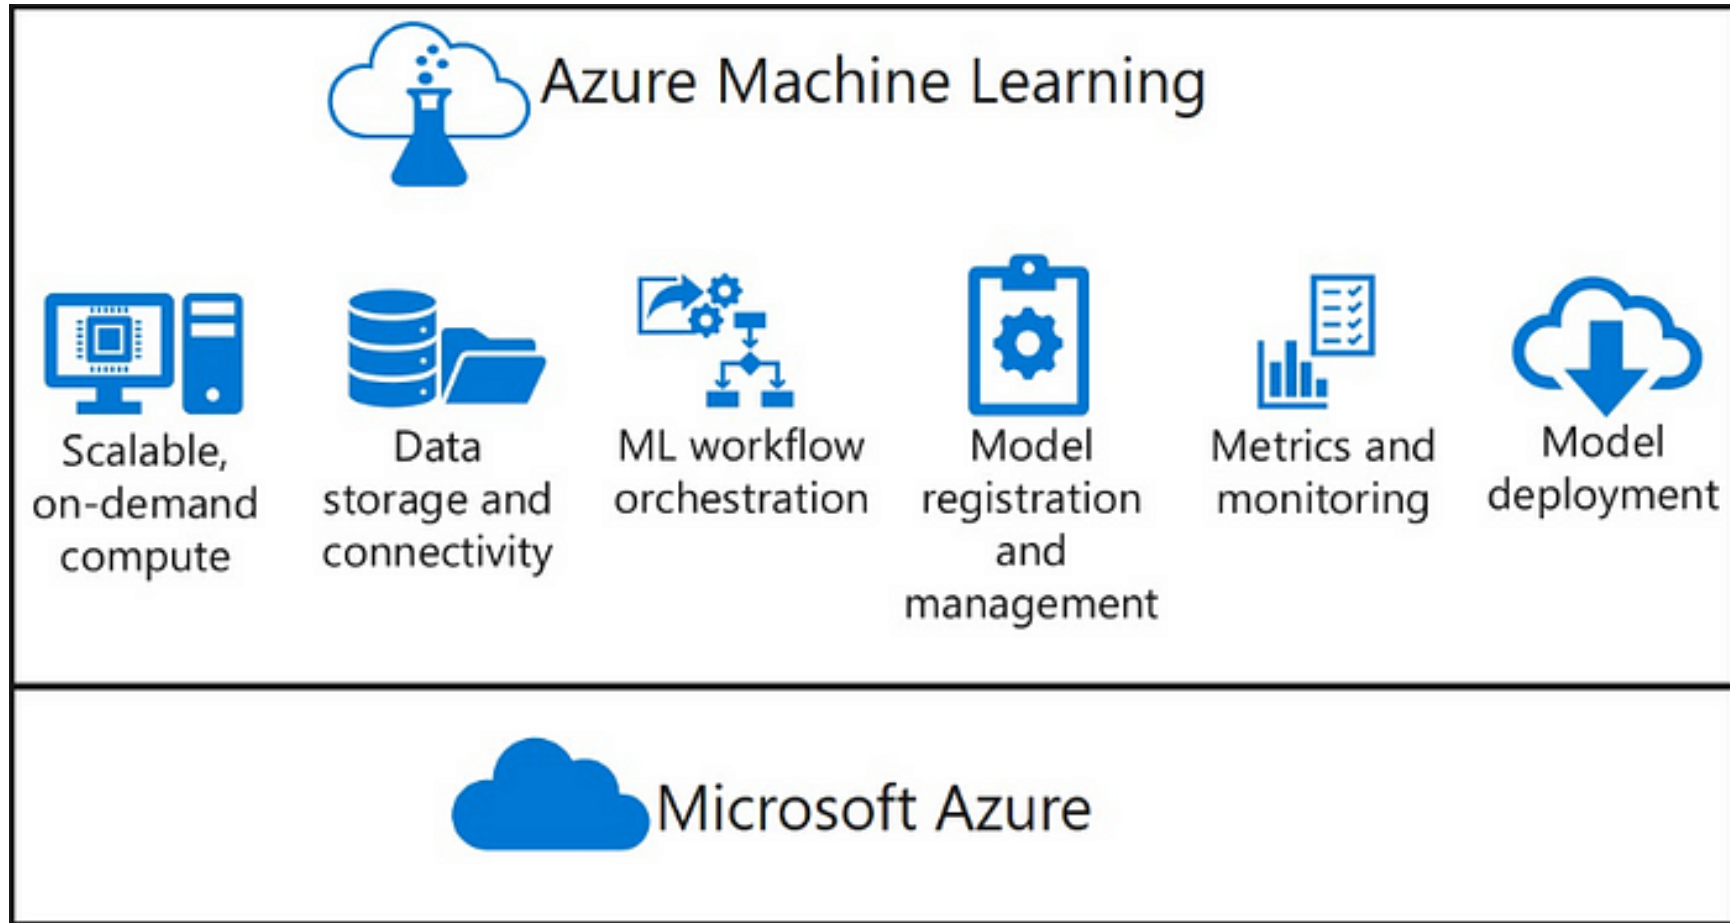 Azure Machine Learning
Scalable,
on-demand
compute
Data
storage and
connectivity
ML workflow
orchestration
Model
registration
and
management
Metrics and
monitoring
Model
deployment
Microsoft Azure